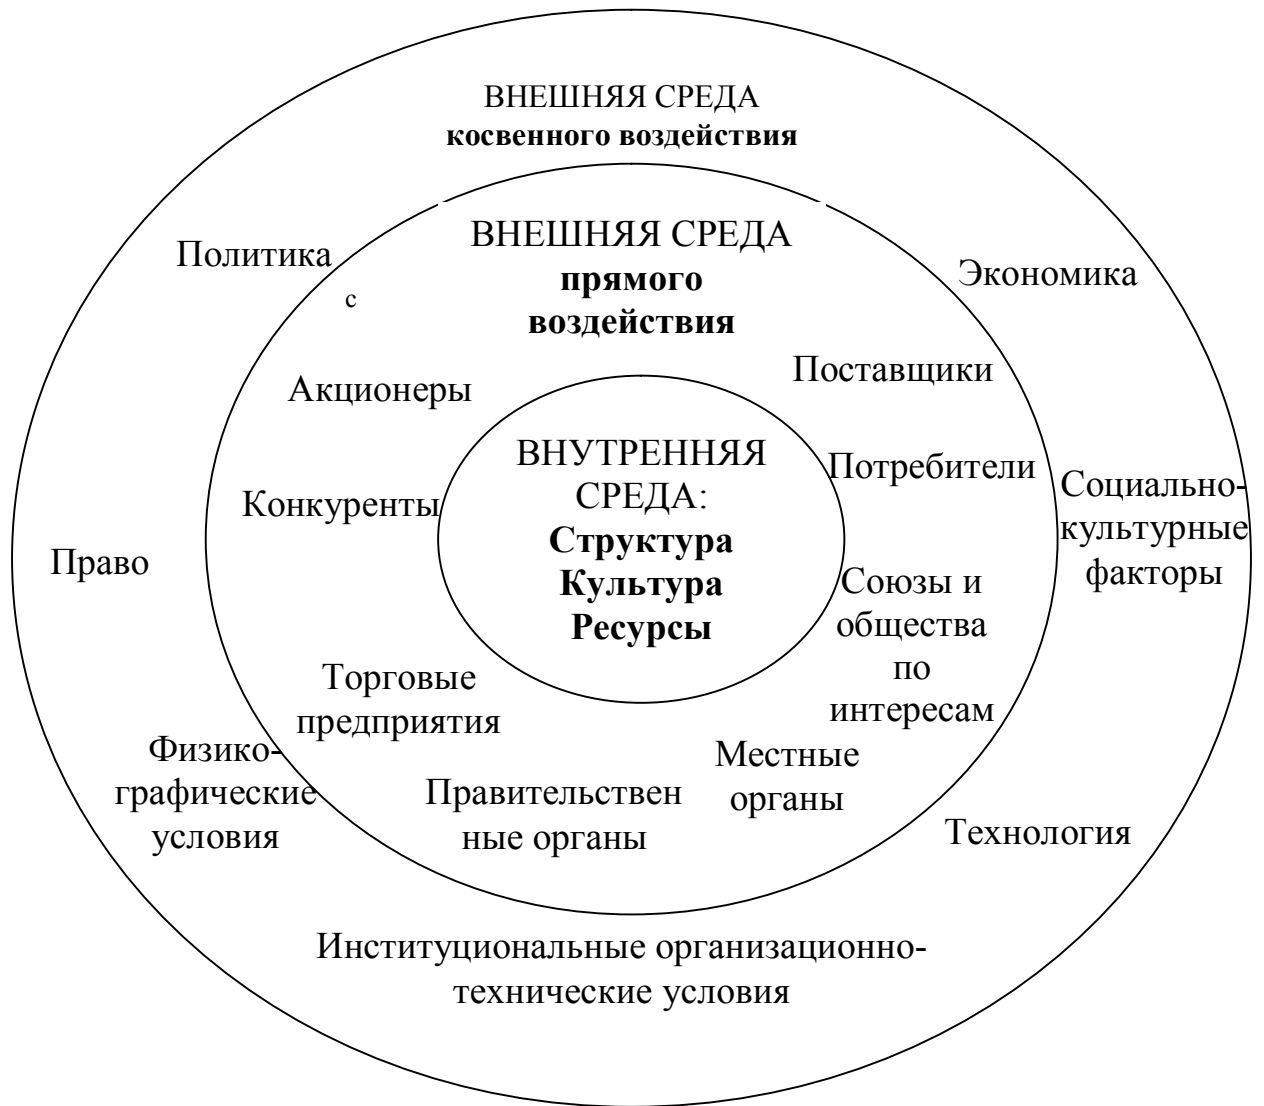 ВНЕШНЯЯ СРЕДА
косвенного воздействия
Политика
с
ВНЕШНЯЯ СРЕДА
прямого
воздействия
Экономика
Акционеры
Поставщики
Конкуренты
ВНУТРЕННЯЯ
СРЕДА:
Структура
Культура
Ресурсы
Потребители
Социально-
культурные
факторы
Право
Союзы и
общества
по
интересам
Торговые
предприятия
Физико-
графические
условия
Правительствен
ные органы
Местные
органы
Технология
Институциональные организационно-
технические условия